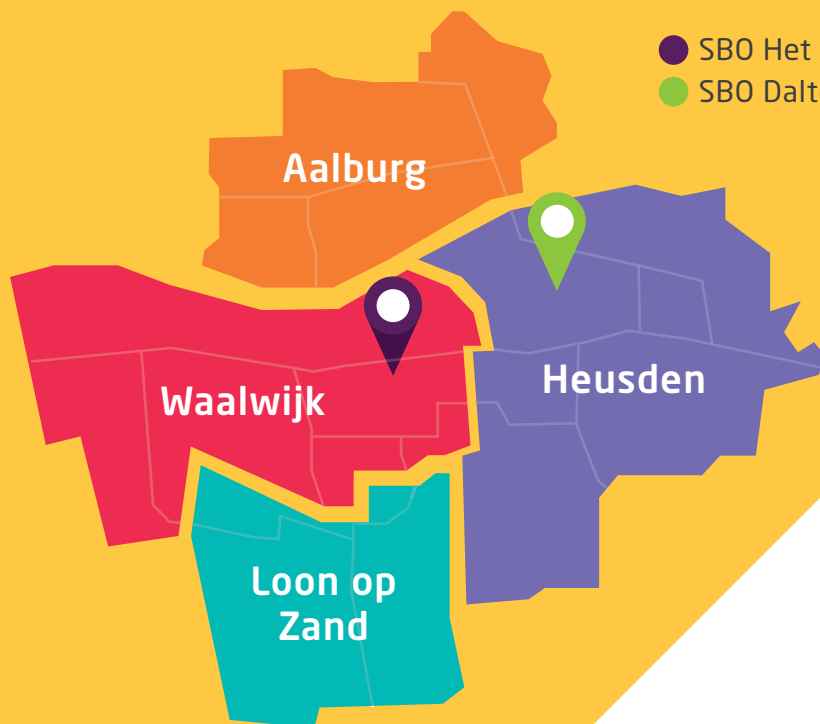 SBO Het
SBO Dalt
Aalburg
Heusden
Waalwijk
Loon op
Zand